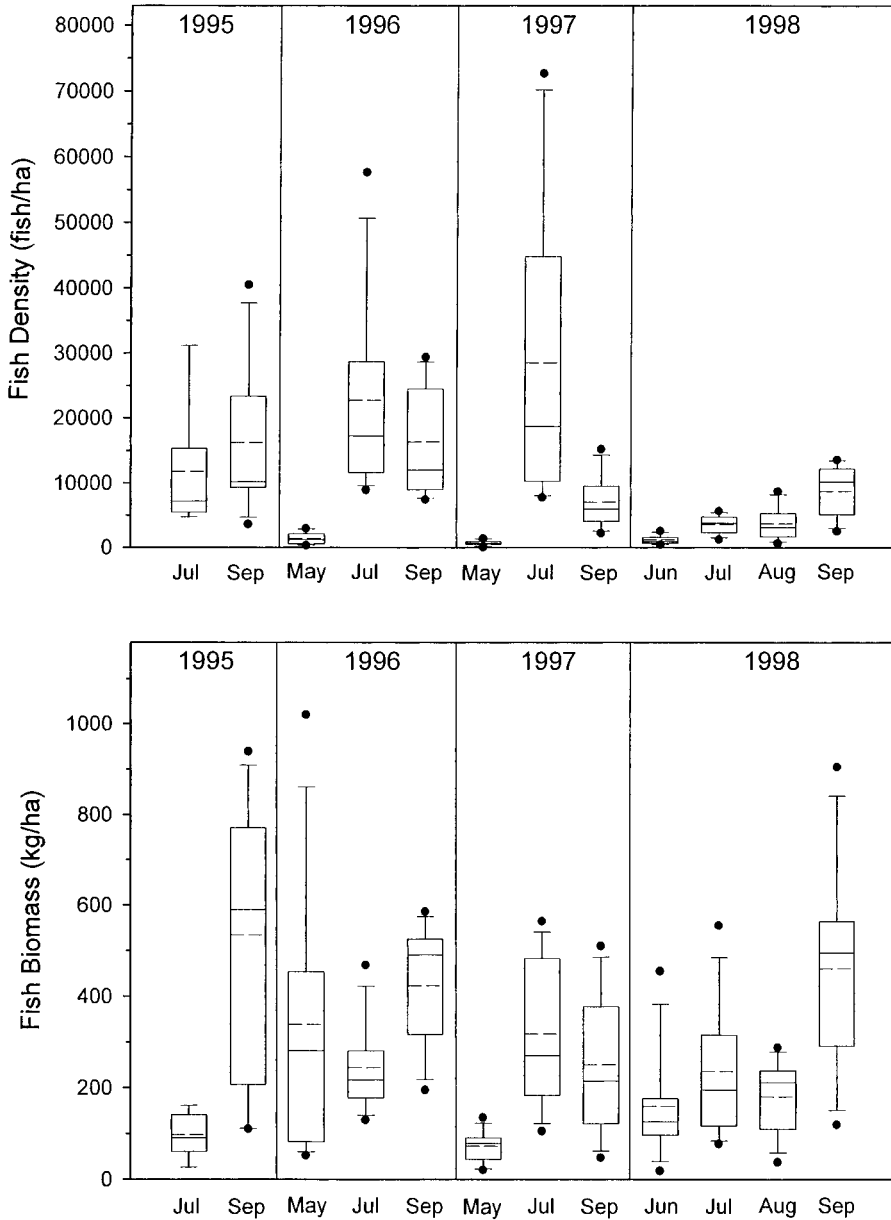 1995 1996 1997 1998
80000
70000
60000
50000
40000
30000
20000
10000
0
Fish Density (fish/ha)
Jul Sep May Jul Sep May Jul Sep Jun Jul Aug Sep
1995 1996 1997 1998
1000
800
600
400
200
0
Fish Biomass (kg/ha)
Jul Sep May Jul Sep May Jul Sep Jun Jul Aug Sep